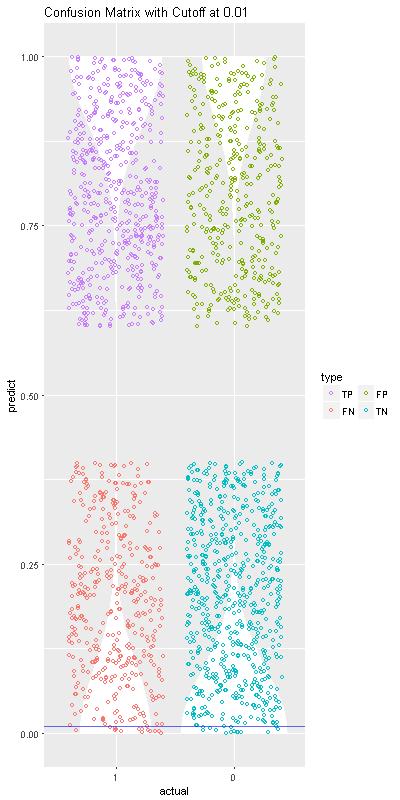 Confusion Matrix with Cutoff at 0.01
1.00
0.75
0.50
0.25
0.00
predict
1
0
actual
type
TP
FP
FN
TN